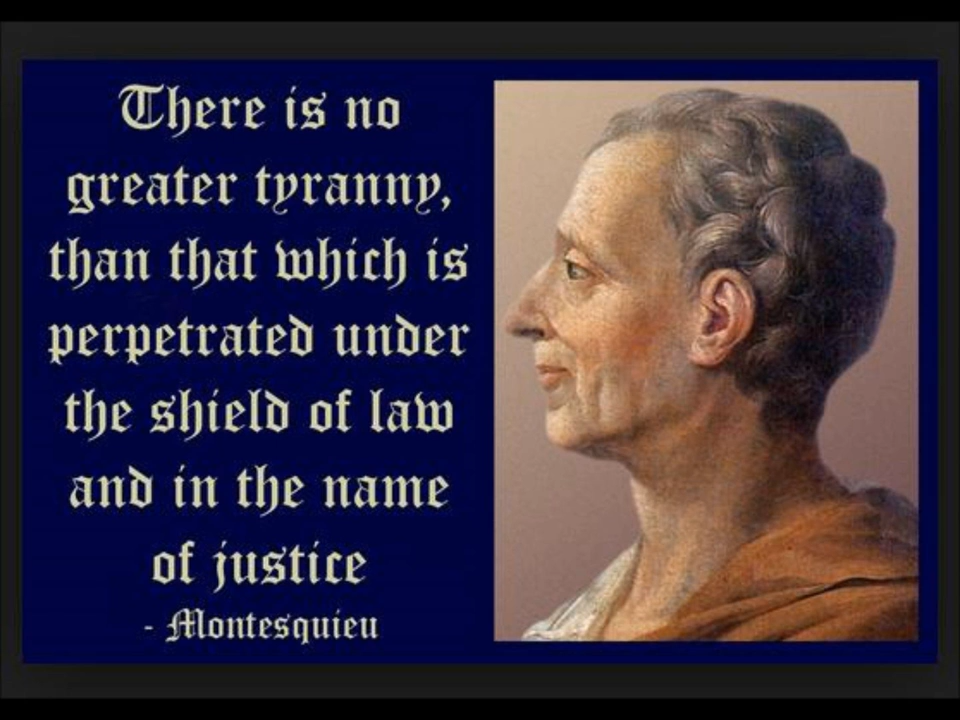 There is no
greater tyranny,
than that which is
perpetrated under
the shield of law
and in the name
of justice
- Montesquieu